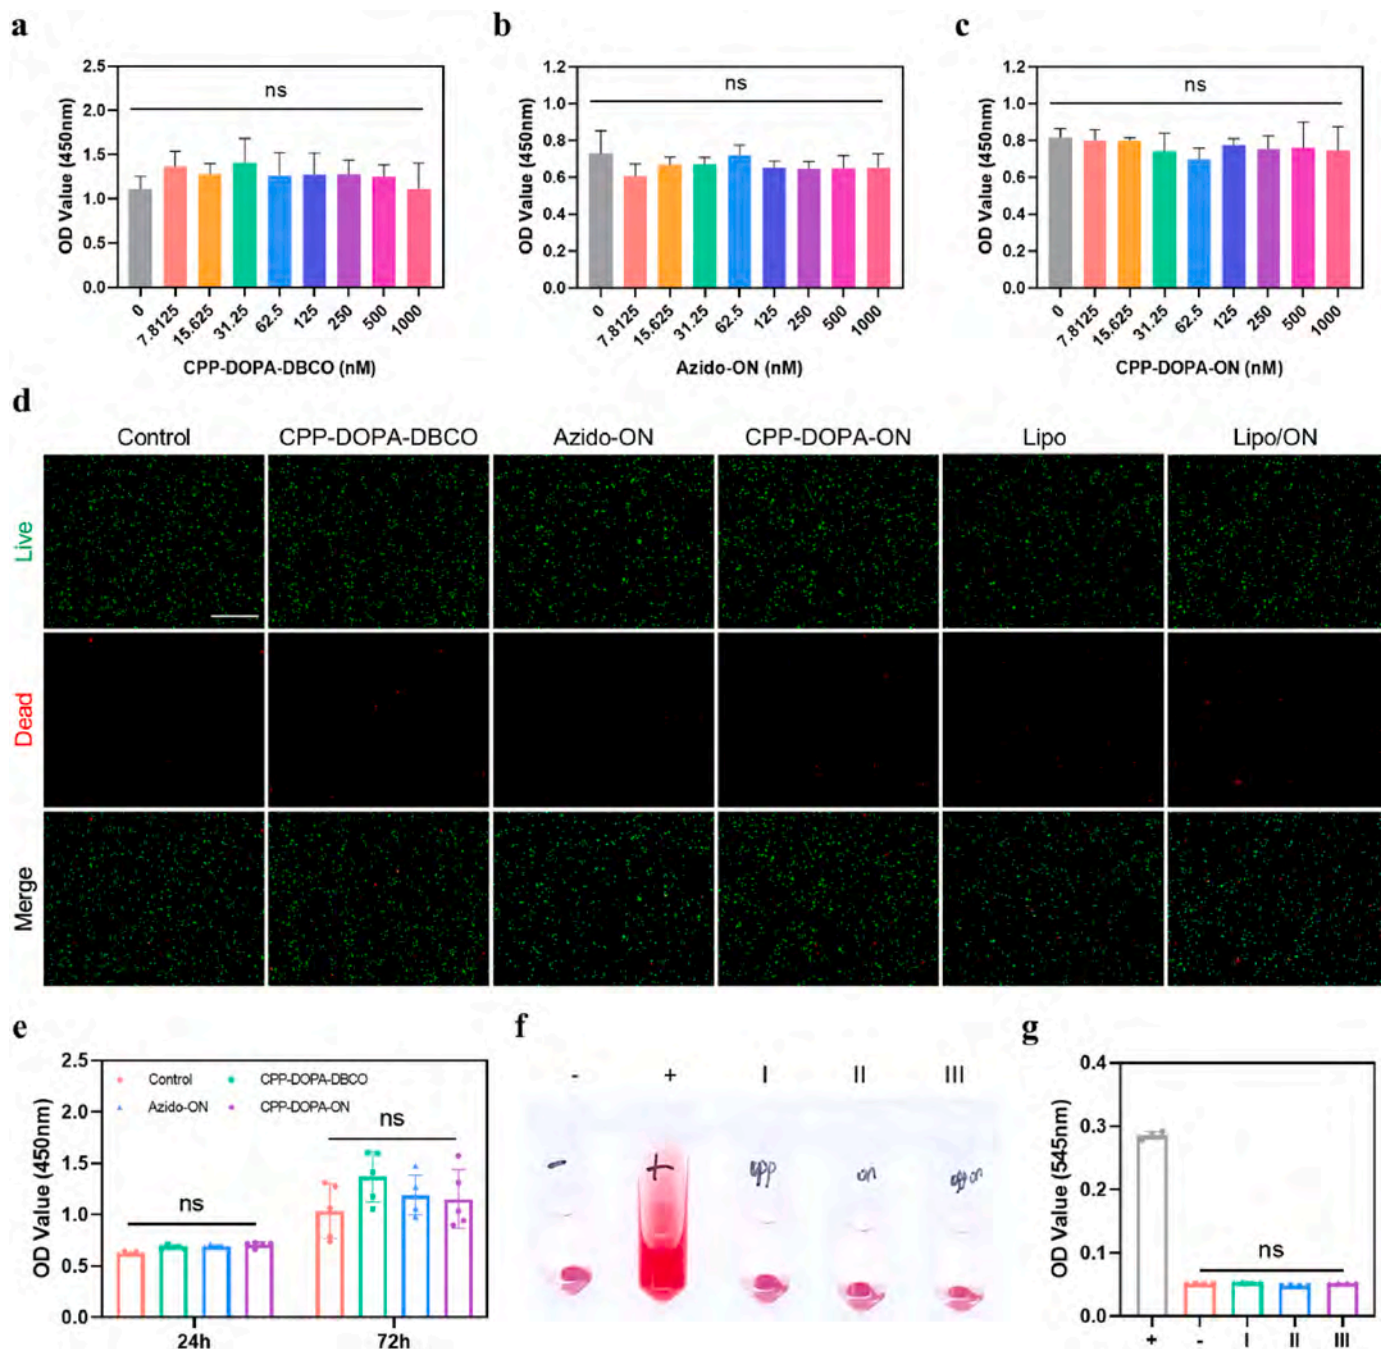 a
b
c
2.5
2.0
1.5
1.0
0.5
0.0
OD Value (450nm)
ns
0
7.8125
15.625
31.25
62.5
125
250
500
1000
CPP-DOPA-DBCO (nM)
1.2
1.0
0.8
0.6
0.4
0.2
0.0
OD Value (450nm)
ns
0
7.8125
15.625
31.25
62.5
125
250
500
1000
Azido-ON (nM)
1.2
1.0
0.8
0.6
0.4
0.2
0.0
OD Value (450nm)
ns
0
7.8125
15.625
31.25
62.5
125
250
500
1000
CPP-DOPA-ON (nM)
d
Control
CPP-DOPA-DBCO
Azido-ON
CPP-DOPA-ON
Lipo
Lipo/ON
Live
Dead
Merge
e
2.5
2.0
1.5
1.0
0.5
0.0
OD Value (450nm)
Control
CPP-DOPA-DBCO
Azido-ON
CPP-DOPA-ON
ns
ns
24h
72h
f
- + I II III
- + cpp on
g
0.4
0.3
0.2
0.1
0.0
OD Value (545nm)
ns
+ - I II III